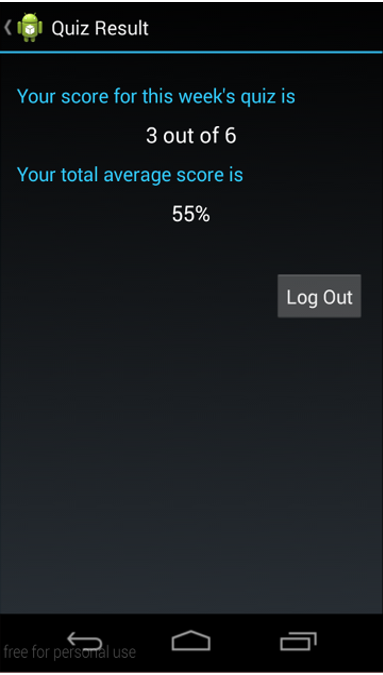 Quiz Result
Your score for this week's quiz is
3 out of 6
Your total average score is
55%
Log Out
free for personal use